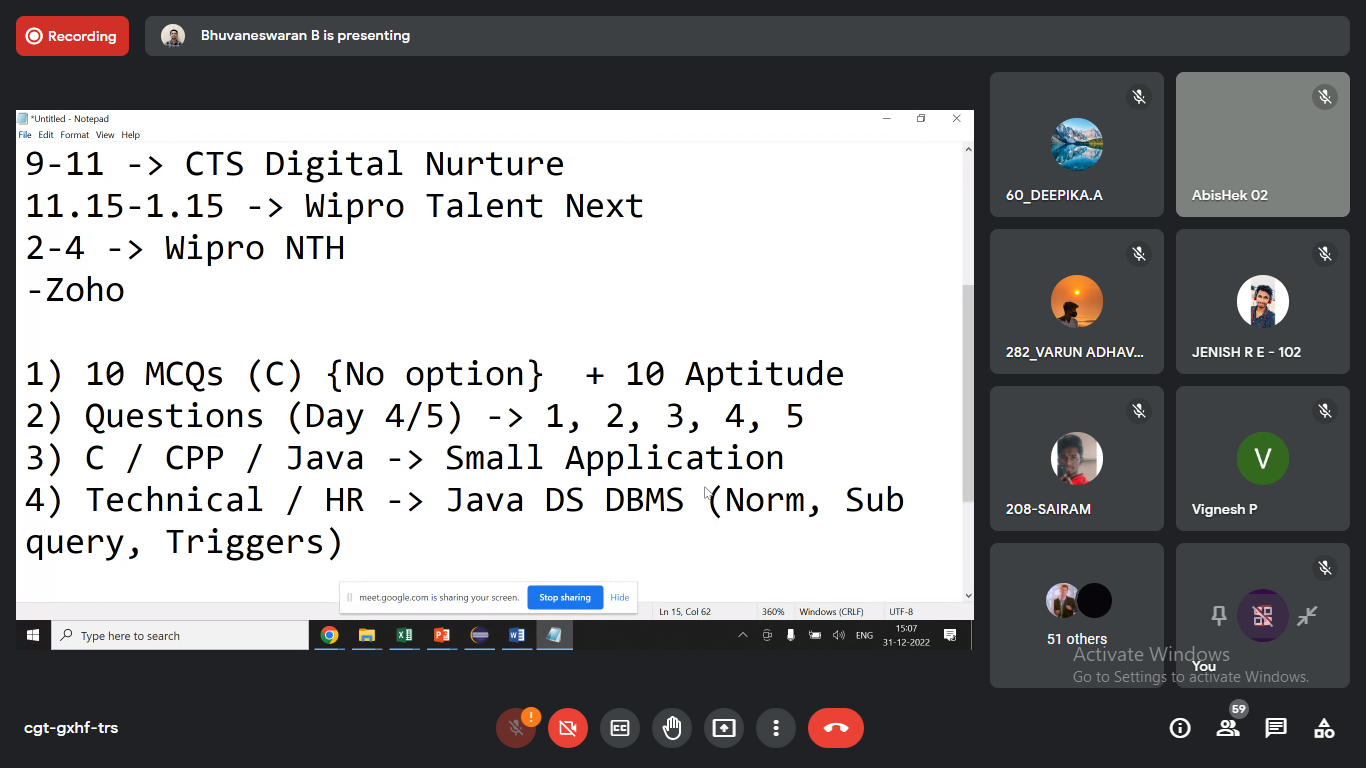 Recording
Bhuvaneswaran B is presenting
*Untitled - Notepad
File Edit Format View Help
9-11 -> CTS Digital Nurture
11.15-1.15 -> Wipro Talent Next
2-4 -> Wipro NTH
-Zoho
1) 10 MCQs (C) {No option}  + 10 Aptitude
2) Questions (Day 4/5) -> 1, 2, 3, 4, 5
3) C / CPP / Java -> Small Application
4) Technical / HR -> Java DS DBMS (Norm, Sub
query, Triggers)
meet.google.com is sharing your screen. Stop sharing Hide
Ln 15, Col 62 360% Windows (CRLF) UTF-8
Type here to search
ENG
15:07
31-12-2022
60_DEEPIKA.A
AbisHek 02
282_VARUN ADHAV...
JENISH R E - 102
208-SAIRAM
V
Vignesh P
51 others
You
Activate Windows
Go to Settings to activate Windows.
cgt-gxhf-trs
59